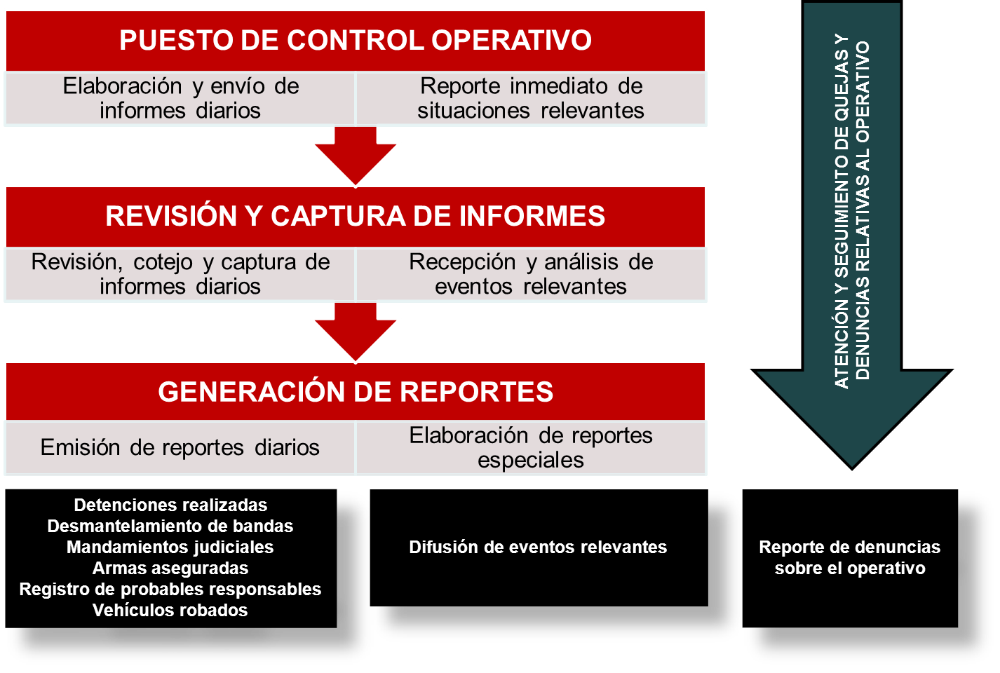 PUESTO DE CONTROL OPERATIVO
Elaboración y envío de
informes diarios
Reporte inmediato de
situaciones relevantes
REVISIÓN Y CAPTURA DE INFORMES
Revisión, cotejo y captura de
informes diarios
Recepción y análisis de
eventos relevantes
GENERACIÓN DE REPORTES
Emisión de reportes diarios
Elaboración de reportes
especiales
Detenciones realizadas
Desmantelamiento de bandas
Mandamientos judiciales
Armas aseguradas
Registro de probables responsables
Vehículos robados
Difusión de eventos relevantes
ATENCIÓN Y SEGUIMIENTO DE QUEJAS Y
DENUNCIAS RELATIVAS AL OPERATIVO
Reporte de denuncias
sobre el operativo